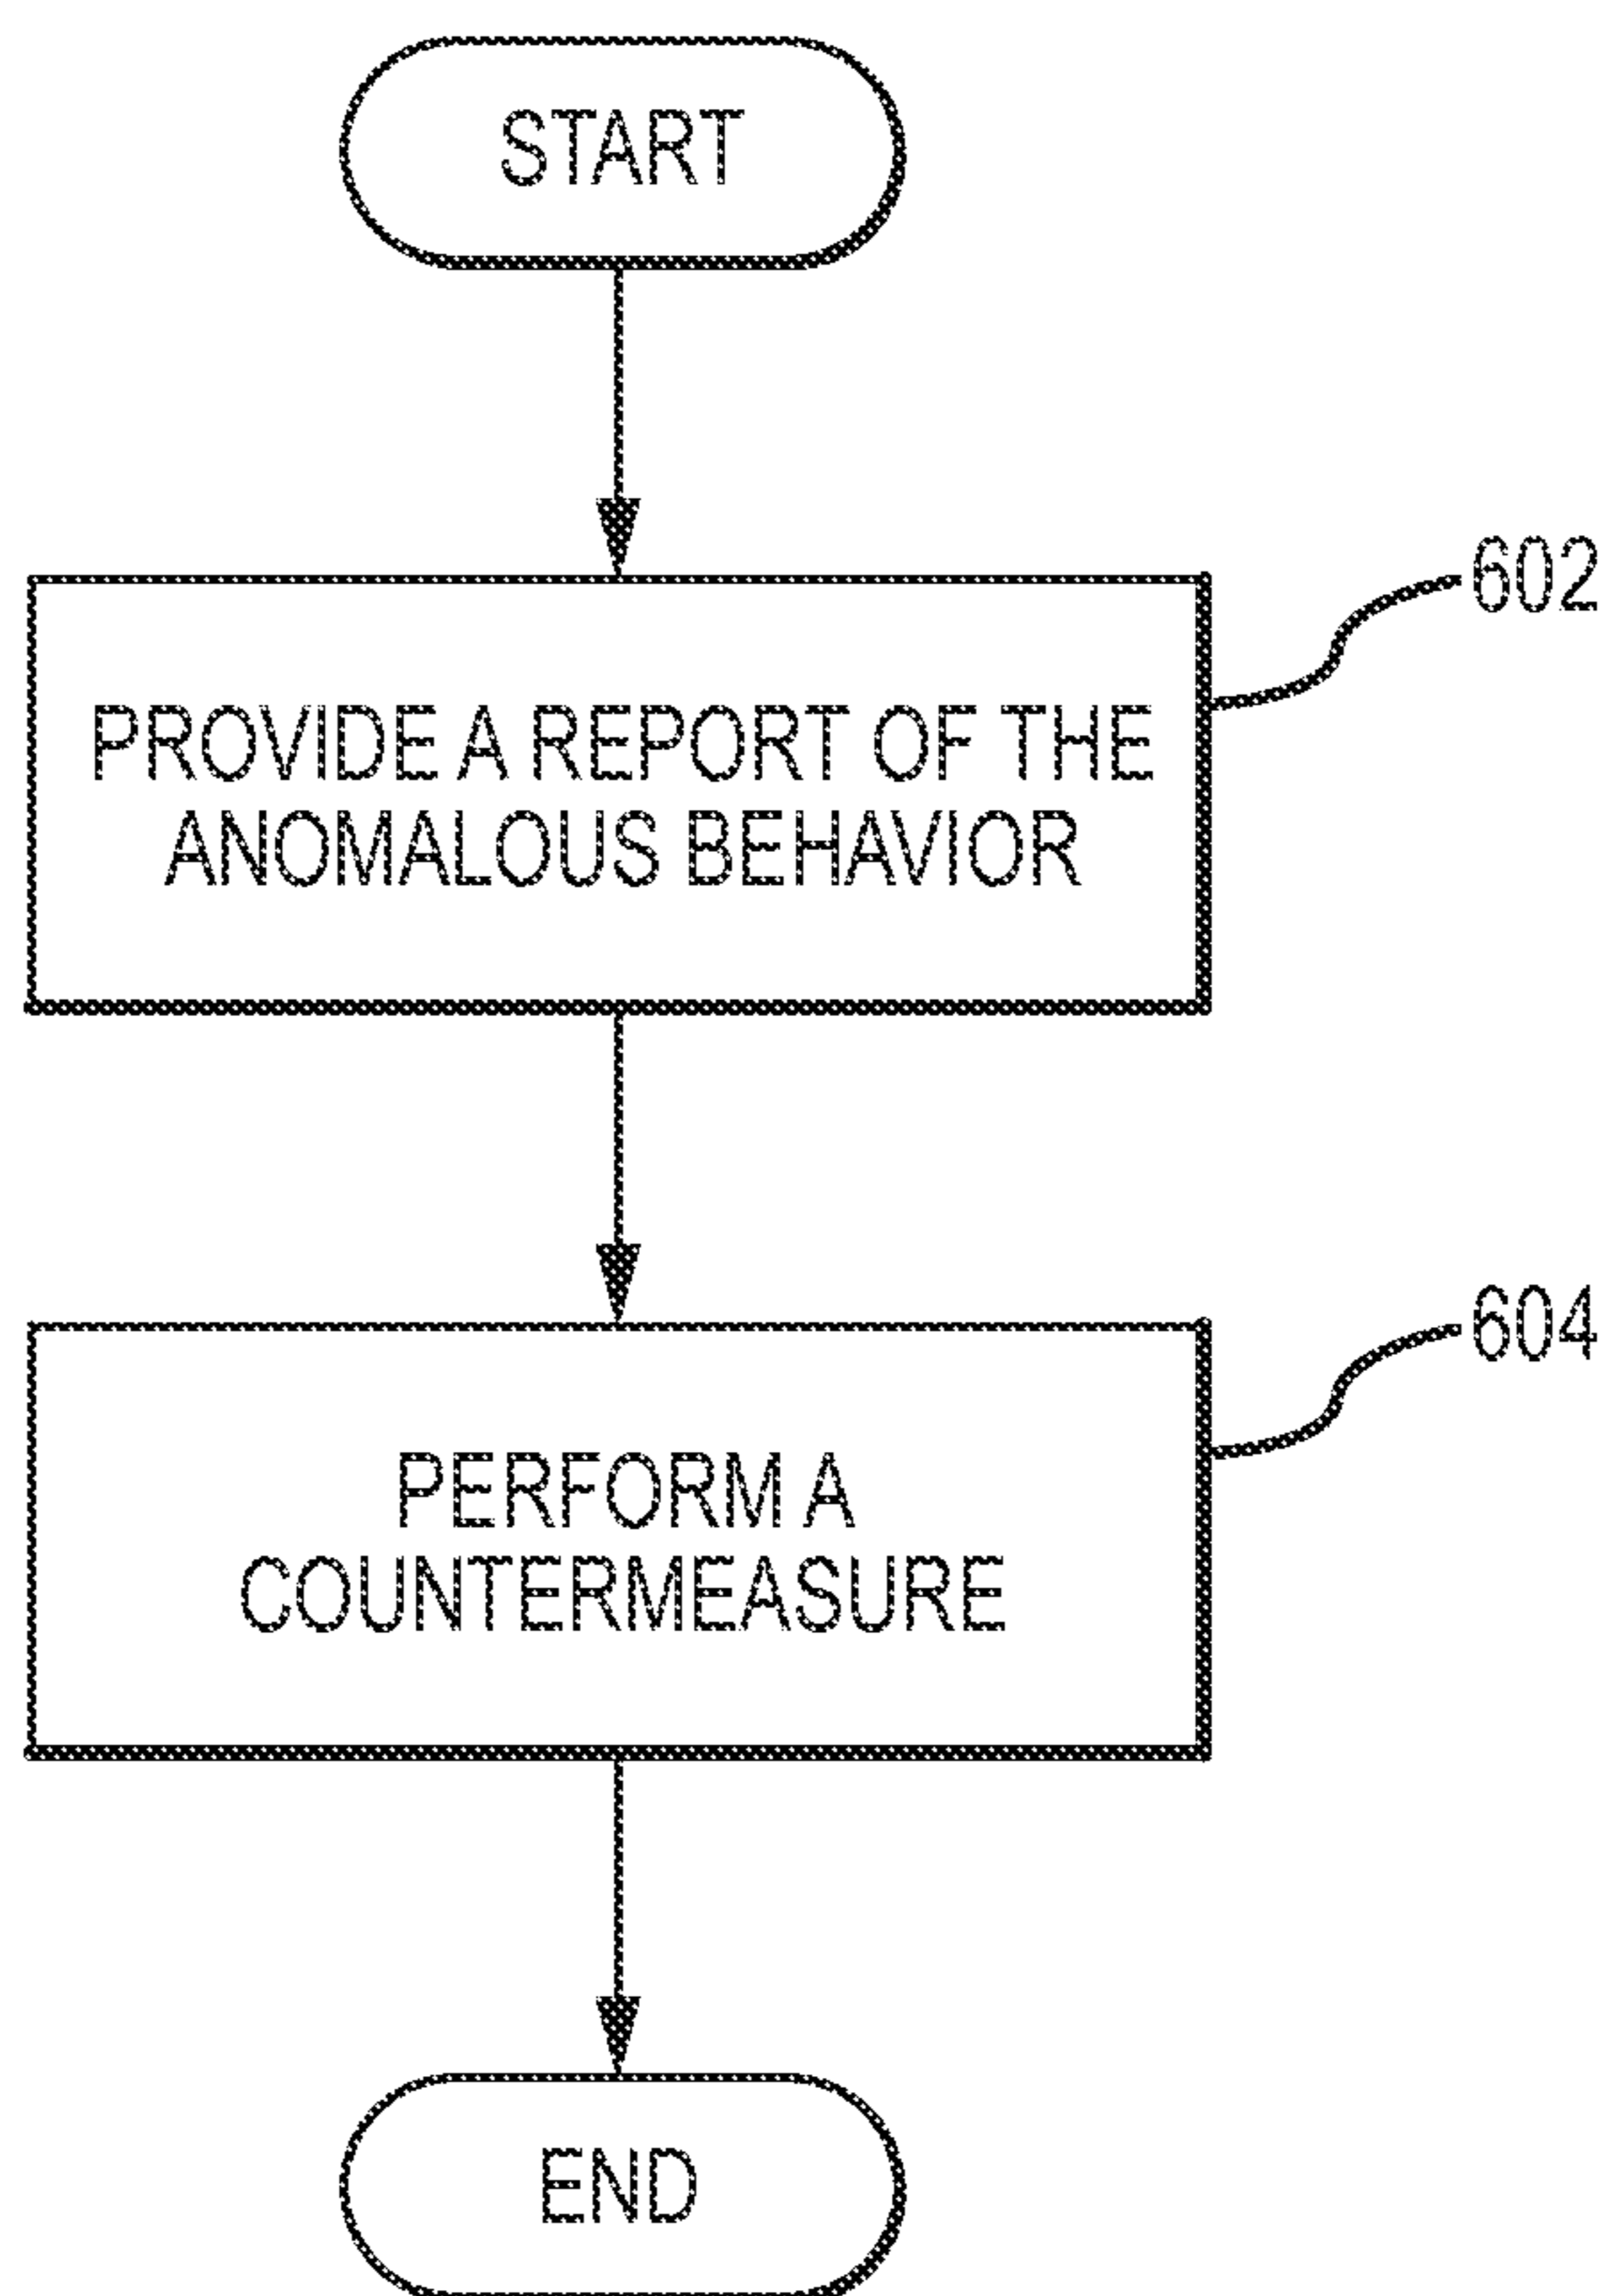 START
602
PROVIDE A REPORT OF THE
ANOMALOUS BEHAVIOR
604
PERFORM A
COUNTERMEASURE
END